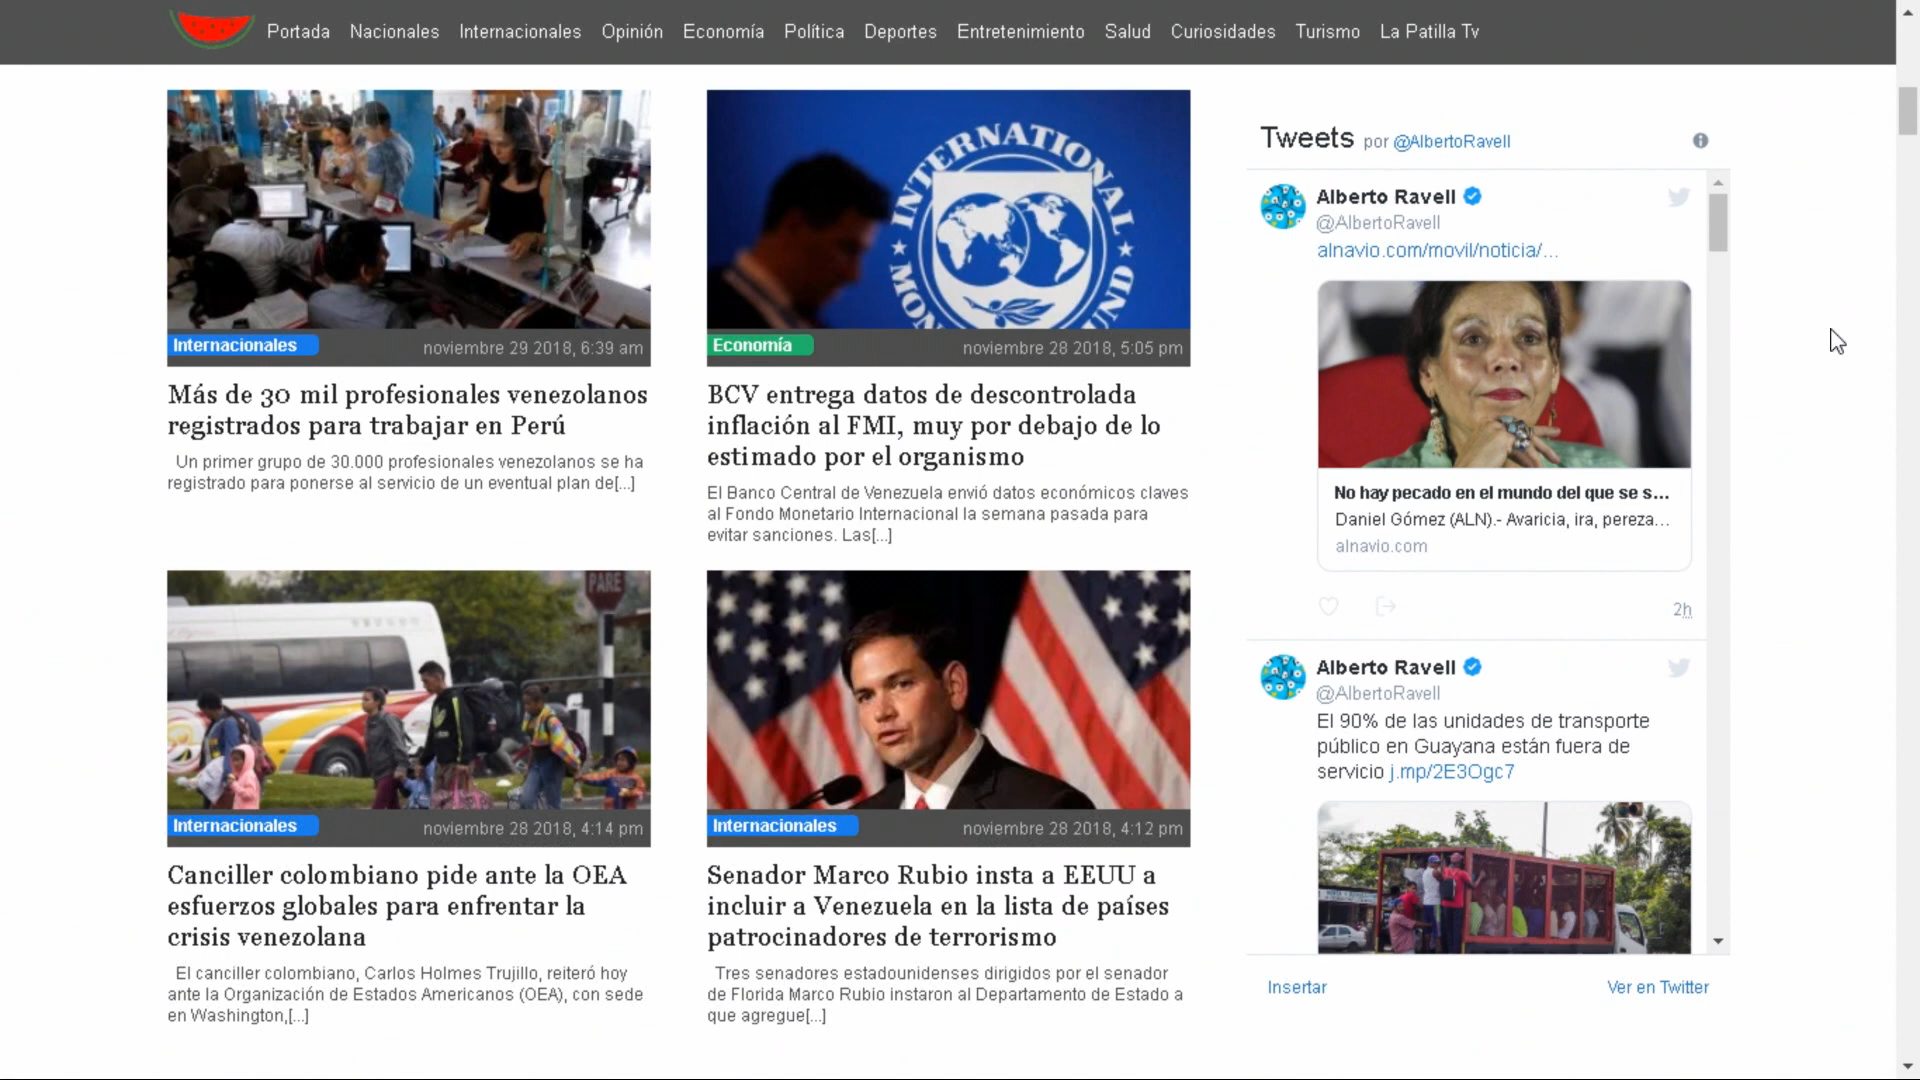 Portada Nacionales Internacionales Opinión Economía Política Deportes Entretenimiento Salud Curiosidades Turismo La Patilla Tv
Internacionales noviembre 29 2018, 6:39 am
Más de 30 mil profesionales venezolanos
registrados para trabajar en Perú
Un primer grupo de 30.000 profesionales venezolanos se ha
registrado para ponerse al servicio de un eventual plan de[...]
INTERNATIONAL
MON UND
Economía noviembre 28 2018, 5:05 pm
BCV entrega datos de descontrolada
inflación al FMI, muy por debajo de lo
estimado por el organismo
El Banco Central de Venezuela envió datos económicos claves
al Fondo Monetario Internacional la semana pasada para
evitar sanciones. Las[...]
PARE
Internacionales noviembre 28 2018, 4:14 pm
Canciller colombiano pide ante la OEA
esfuerzos globales para enfrentar la
crisis venezolana
El canciller colombiano, Carlos Holmes Trujillo, reiteró hoy
ante la Organización de Estados Americanos (OEA), con sede
en Washington,[...]
Internacionales noviembre 28 2018, 4:12 pm
Senador Marco Rubio insta a EEUU a
incluir a Venezuela en la lista de países
patrocinadores de terrorismo
Tres senadores estadounidenses dirigidos por el senador
de Florida Marco Rubio instaron al Departamento de Estado a
que agregue[...]
Tweets por @AlbertoRavell
Alberto Ravell
@AlbertoRavell
alnavio.com/movil/noticia/...
No hay pecado en el mundo del que se s...
Daniel Gómez (ALN).- Avaricia, ira, pereza...
alnavio.com
2h
Alberto Ravell
@AlbertoRavell
El 90% de las unidades de transporte
público en Guayana están fuera de
servicio j.mp/2E3Ogc7
Insertar Ver en Twitter